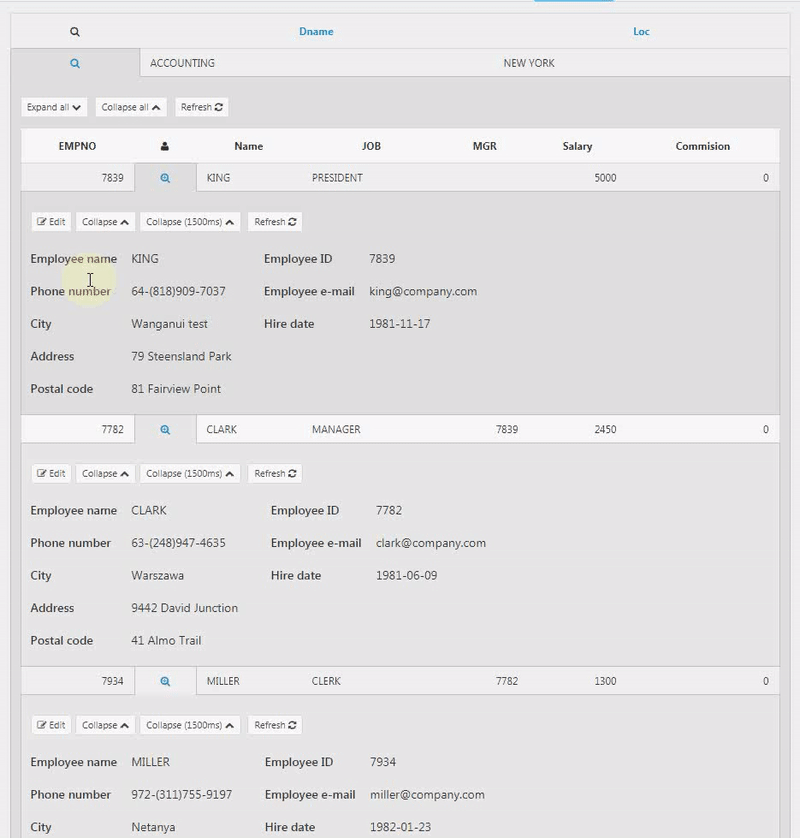 Dname Loc
ACCOUNTING NEW YORK
Expand all Collapse all Refresh
EMPNO Name JOB MGR Salary Commision
7839 KING PRESIDENT 5000 0
Edit Collapse Collapse (1500ms) Refresh
Employee name KING Employee ID 7839
Phone number 64-(818)909-7037 Employee e-mail king@company.com
City Wanganui test Hire date 1981-11-17
Address 79 Steensland Park
Postal code 81 Fairview Point
7782 CLARK MANAGER 7839 2450 0
Edit Collapse Collapse (1500ms) Refresh
Employee name CLARK Employee ID 7782
Phone number 63-(248)947-4635 Employee e-mail clark@company.com
City Warszawa Hire date 1981-06-09
Address 9442 David Junction
Postal code 41 Almo Trail
7934 MILLER CLERK 7782 1300 0
Edit Collapse Collapse (1500ms) Refresh
Employee name MILLER Employee ID 7934
Phone number 972-(311)755-9197 Employee e-mail miller@company.com
City Netanya Hire date 1982-01-23